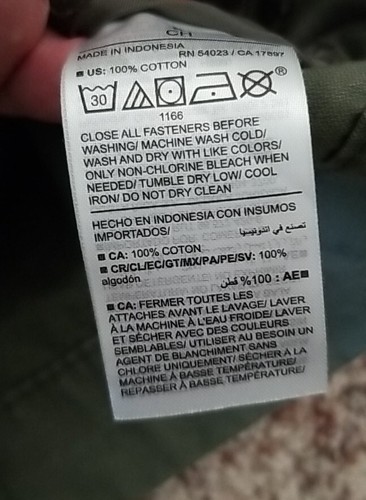 CH
MADE IN INDONESIA RN 54023 / CA 17897
■ US: 100% COTTON
30 ®
1166
CLOSE ALL FASTENERS BEFORE
WASHING/ MACHINE WASH COLD/
WASH AND DRY WITH LIKE COLORS/
ONLY NON-CHLORINE BLEACH WHEN
NEEDED/ TUMBLE DRY LOW/ COOL
IRON/ DO NOT DRY CLEAN
HECHO EN INDONESIA CON INSUMOS
IMPORTADOS/ تصنع في اندونيسيا
■ CA: 100% COTON
■ CR/CL/EC/GT/MX/PA/PE/SV: 100%
algodón ■AE : 100% قطن
■ CA: FERMER TOUTES LES
ATTACHES AVANT LE LAVAGE/ LAVER
À LA MACHINE À L'EAU FROIDE/ LAVER
ET SÉCHER AVEC DES COULEURS
SEMBLABLES/ UTILISER AU BESOIN UN
AGENT DE BLANCHIMENT SANS
CHLORE UNIQUEMENT/ SÉCHER À LA
MACHINE À BASSE TEMPÉRATURE/
REPASSER À BASSE TEMPÉRATURE/